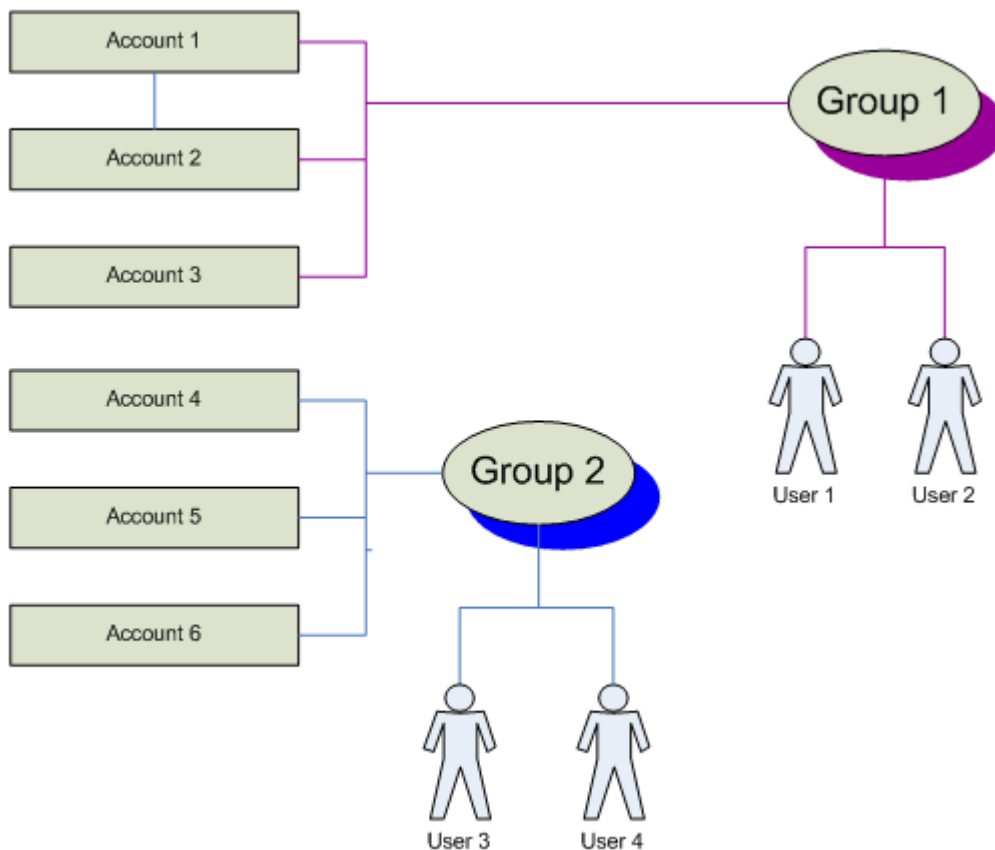 Account 1
Group 1
Account 2
Account 3
Account 4
Group 2
User 1
User 2
Account 5
Account 6
User 3
User 4